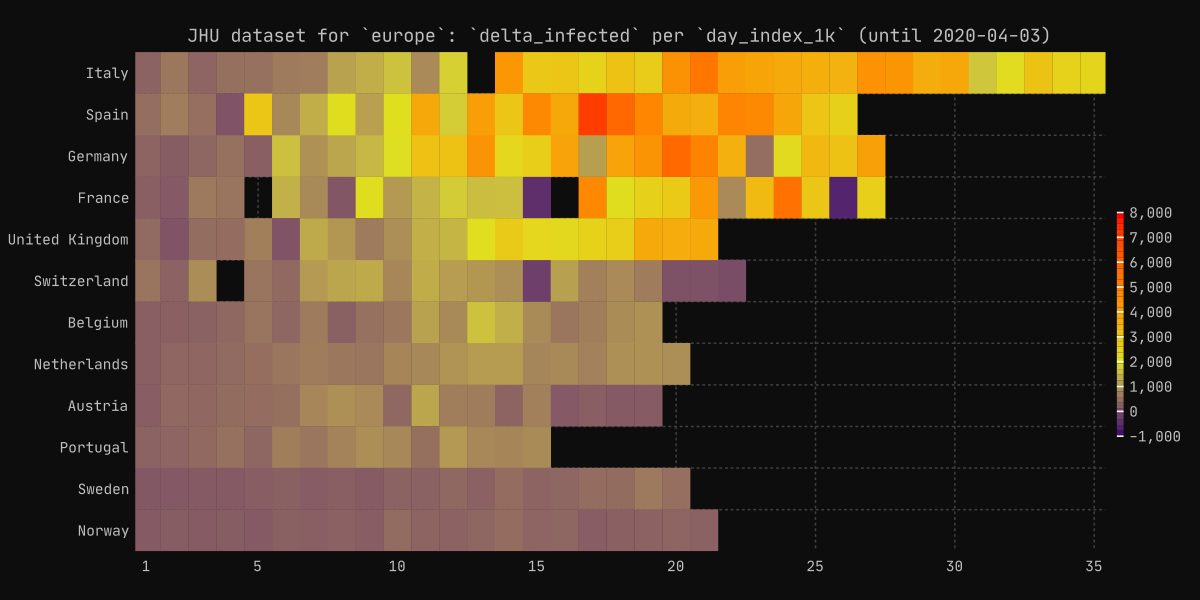 JHU dataset for `europe`: `delta_infected` per `day_index_1k` (until 2020-04-03)
Italy
Spain
Germany
France
United Kingdom
Switzerland
Belgium
Netherlands
Austria
Portugal
Sweden
Norway
1 5 10 15 20 25 30 35
8,000
7,000
6,000
5,000
4,000
3,000
2,000
1,000
0
-1,000